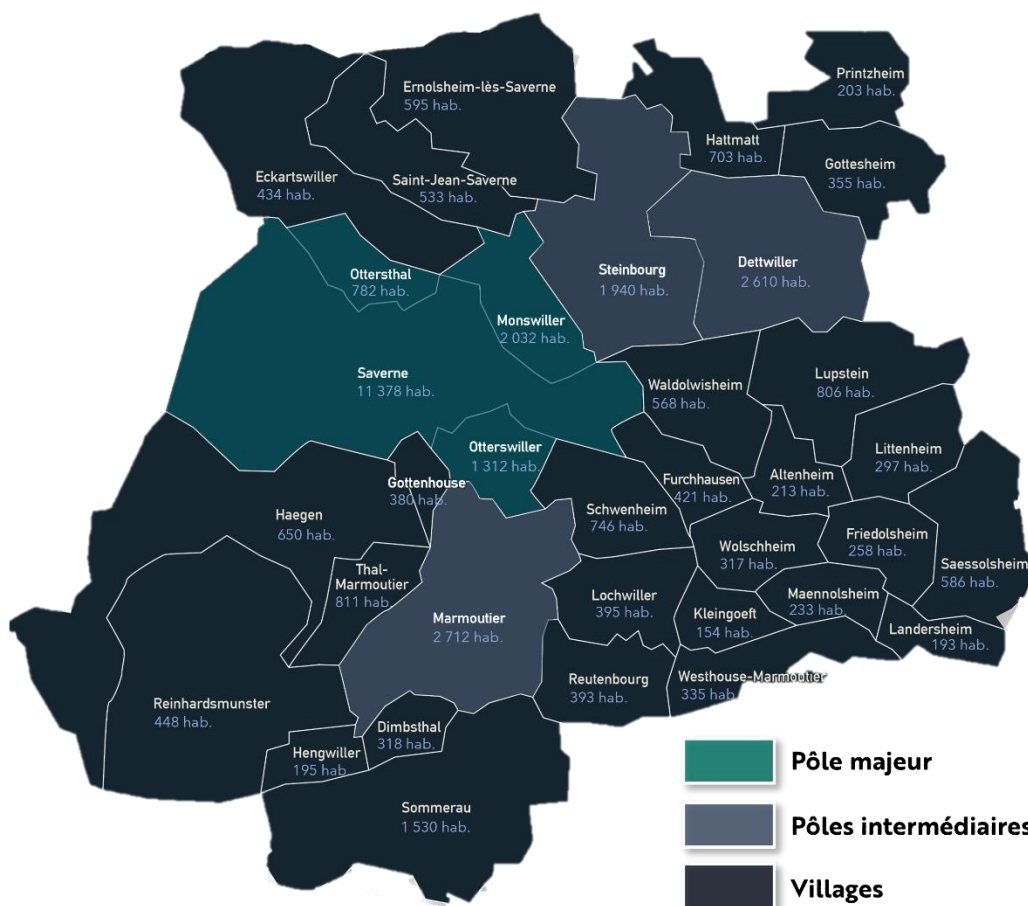 Ernolsheim-lès-Saverne
595 hab.
Printzheim
203 hab.
Hattmatt
703 hab.
Gottesheim
355 hab.
Eckartswiller
434 hab.
Saint-Jean-Saverne
533 hab.
Ottersthal
782 hab.
Steinbourg
1 940 hab.
Dettwiller
2 610 hab.
Monswiller
2 032 hab.
Saverne
11 378 hab.
Waldolwisheim
568 hab.
Lupstein
806 hab.
Otterswiller
1 312 hab.
Littenheim
297 hab.
Gottenhouse
380 hab.
Furchhausen
421 hab.
Altenheim
213 hab.
Haegen
650 hab.
Schwenheim
746 hab.
Wolschheim
317 hab.
Friedolsheim
258 hab.
Saessolsheim
586 hab.
Thal-
Marmoutier
811 hab.
Marmoutier
2 712 hab.
Lochwiller
395 hab.
Kleingoeft
154 hab.
Maennolsheim
233 hab.
Landersheim
193 hab.
Reutenbourg
393 hab.
Westhouse-Marmoutier
335 hab.
Reinhardsmunster
448 hab.
Dimbsthal
318 hab.
Hengwiller
195 hab.
Sommerau
1 530 hab.
Pôle majeur
Pôles intermédiaires
Villages